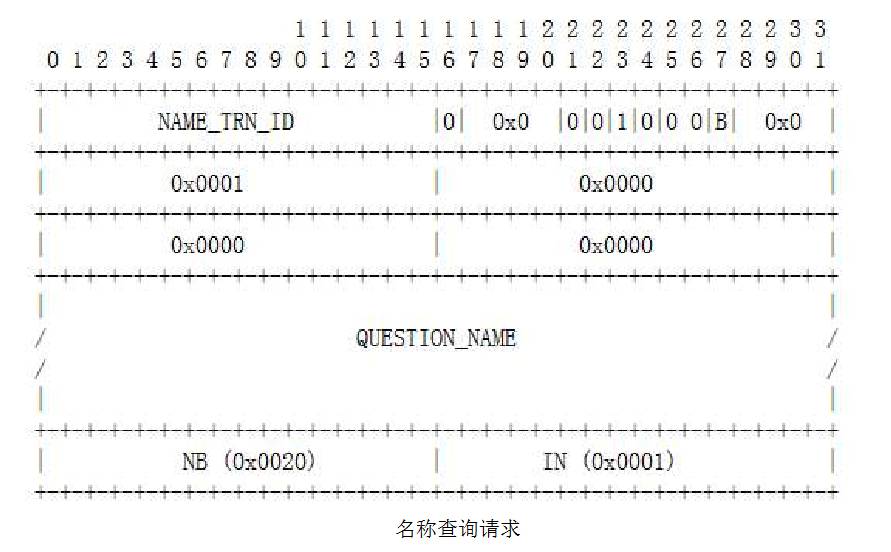 1 1 1 1 1 1 1 1 1 1 2 2 2 2 2 2 2 2 2 2 3 3
0 1 2 3 4 5 6 7 8 9 0 1 2 3 4 5 6 7 8 9 0 1 2 3 4 5 6 7 8 9 0 1
+-+-+-+-+-+-+-+-+-+-+-+-+-+-+-+-+-+-+-+-+-+-+-+-+-+-+-+-+-+-+-+-+
| NAME_TRN_ID |0| 0x0 |0|0|1|0|0 0|B| 0x0 |
+-+-+-+-+-+-+-+-+-+-+-+-+-+-+-+-+-+-+-+-+-+-+-+-+-+-+-+-+-+-+-+-+
| 0x0001 | 0x0000 |
+-+-+-+-+-+-+-+-+-+-+-+-+-+-+-+-+-+-+-+-+-+-+-+-+-+-+-+-+-+-+-+-+
| 0x0000 | 0x0000 |
+-+-+-+-+-+-+-+-+-+-+-+-+-+-+-+-+-+-+-+-+-+-+-+-+-+-+-+-+-+-+-+-+
| |
/ QUESTION_NAME /
/ /
| |
+-+-+-+-+-+-+-+-+-+-+-+-+-+-+-+-+-+-+-+-+-+-+-+-+-+-+-+-+-+-+-+-+
| NB (0x0020) | IN (0x0001) |
+-+-+-+-+-+-+-+-+-+-+-+-+-+-+-+-+-+-+-+-+-+-+-+-+-+-+-+-+-+-+-+-+
名称查询请求